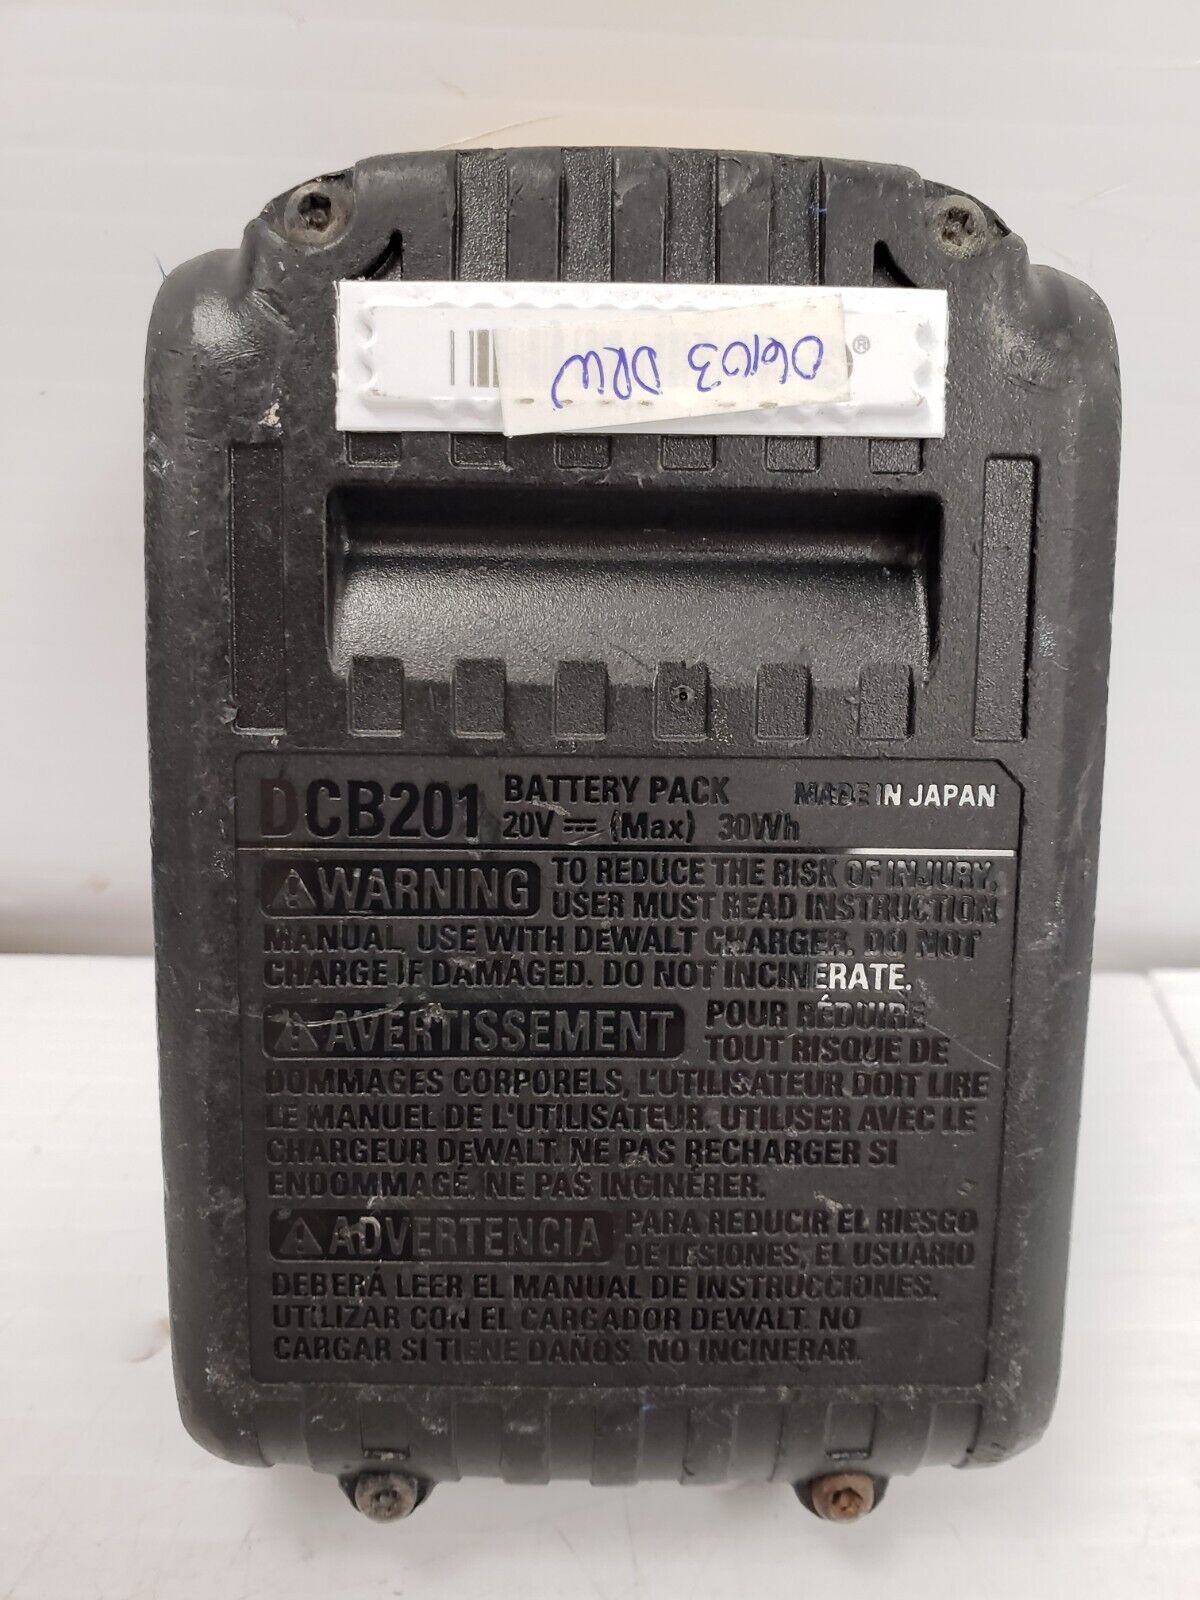 06103 DRW
®
DCB201 BATTERY PACK MADE IN JAPAN
20V ⎓ (Max) 30Wh
⚠WARNING TO REDUCE THE RISK OF INJURY,
USER MUST READ INSTRUCTION
MANUAL, USE WITH DEWALT CHARGER. DO NOT
CHARGE IF DAMAGED. DO NOT INCINERATE.
⚠AVERTISSEMENT POUR RÉDUIRE
TOUT RISQUE DE
DOMMAGES CORPORELS, L'UTILISATEUR DOIT LIRE
LE MANUEL DE L'UTILISATEUR. UTILISER AVEC LE
CHARGEUR DEWALT. NE PAS RECHARGER SI
ENDOMMAGÉ. NE PAS INCINÉRER.
⚠ADVERTENCIA PARA REDUCIR EL RIESGO
DE LESIONES, EL USUARIO
DEBERÁ LEER EL MANUAL DE INSTRUCCIONES.
UTILIZAR CON EL CARGADOR DEWALT. NO
CARGAR SI TIENE DAÑOS. NO INCINERAR.